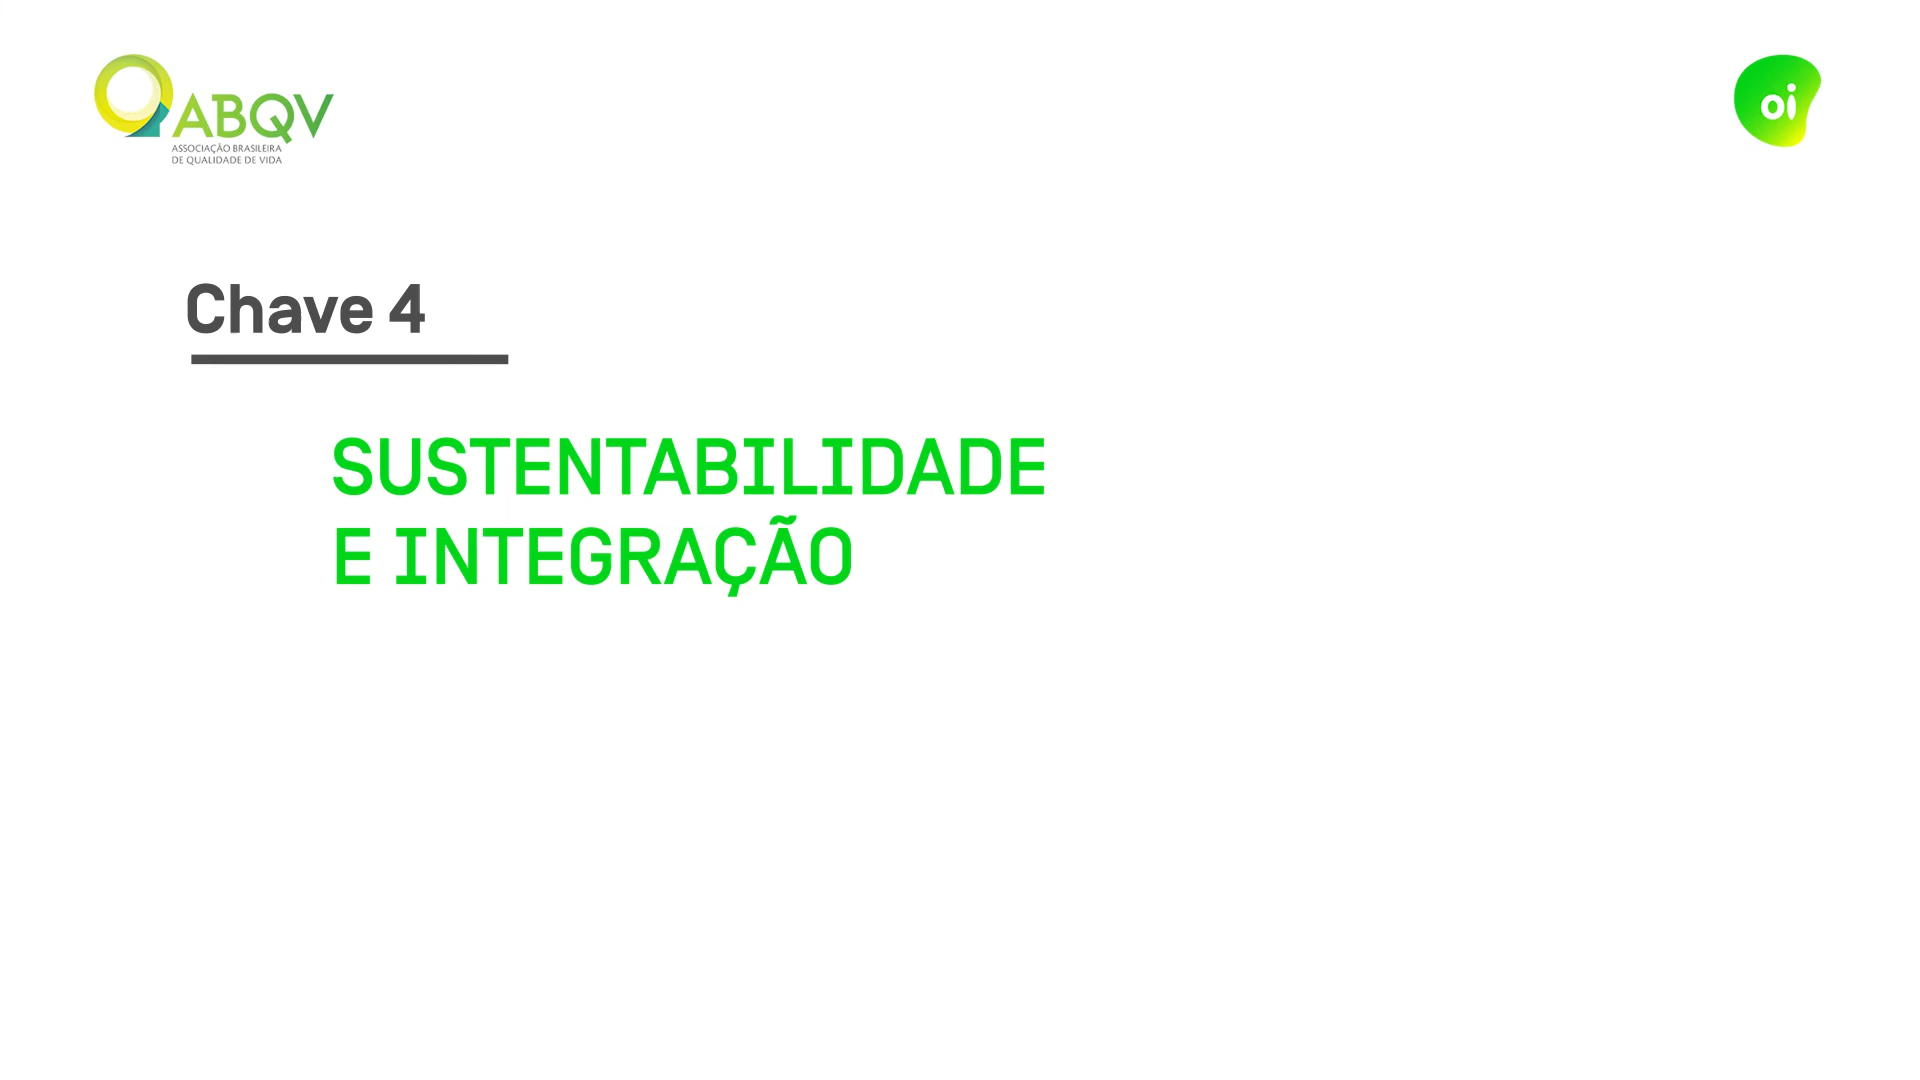 ABQV
ASSOCIAÇÃO BRASILEIRA
DE QUALIDADE DE VIDA
oi
Chave 4
SUSTENTABILIDADE
E INTEGRAÇÃO